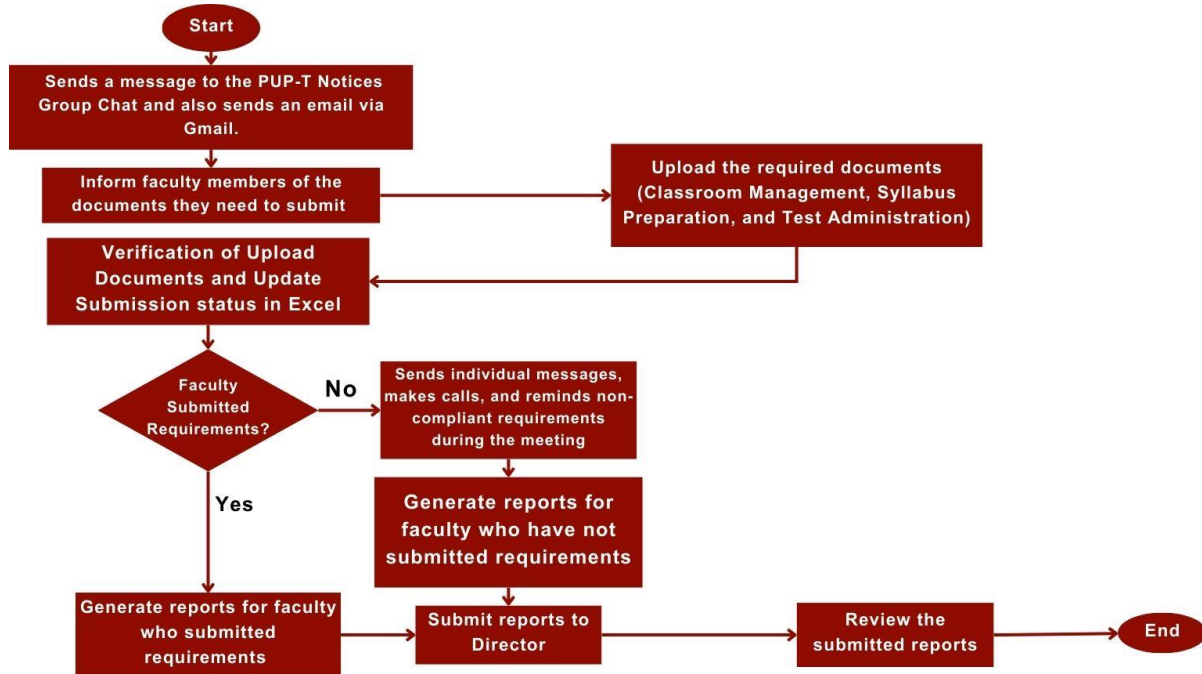 Start
Sends a message to the PUP-T Notices
Group Chat and also sends an email via
Gmail.
Inform faculty members of the
documents they need to submit
Upload the required documents
(Classroom Management, Syllabus
Preparation, and Test Administration)
Verification of Upload
Documents and Update
Submission status in Excel
Faculty
Submitted
Requirements?
No
Sends individual messages,
makes calls, and reminds non-
compliant requirements
during the meeting
Yes
Generate reports for
faculty who have not
submitted requirements
Generate reports for faculty
who submitted
requirements
Submit reports to
Director
Review the
submitted reports
End